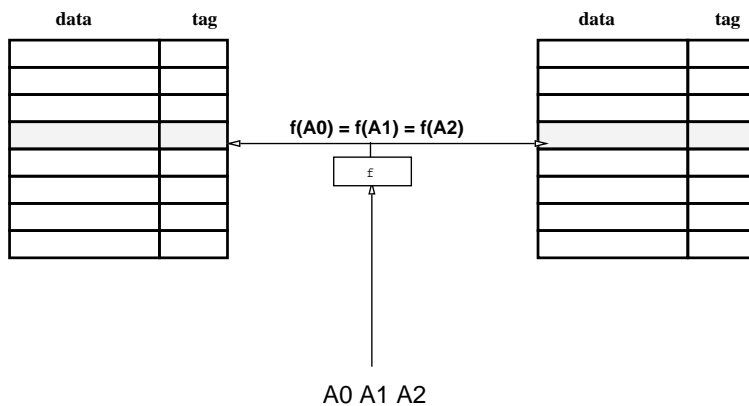 data tag data tag
f(A0) = f(A1) = f(A2)
f
A0 A1 A2